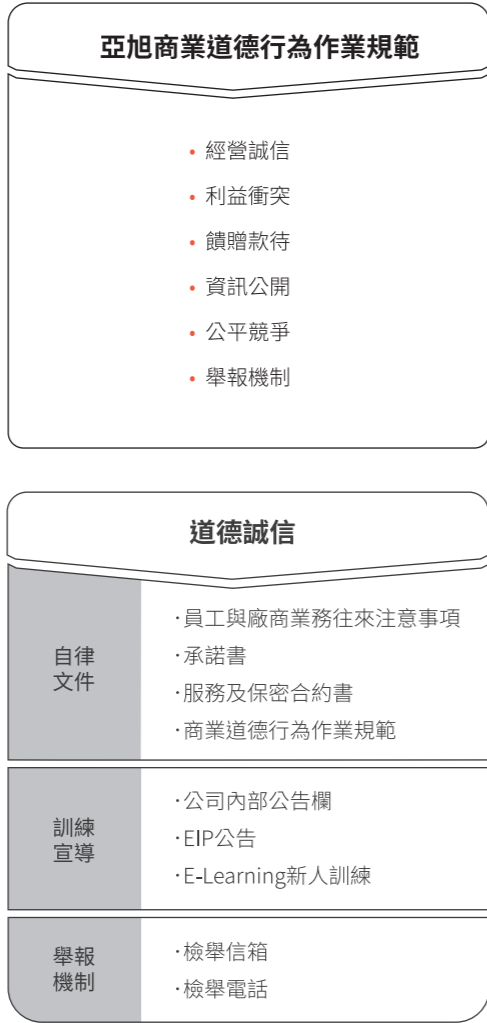 亞旭商業道德行為作業規範
• 經營誠信
• 利益衝突
• 饋贈款待
• 資訊公開
• 公平競爭
• 舉報機制
道德誠信
自律
文件
·員工與廠商業務往來注意事項
·承諾書
·服務及保密合約書
·商業道德行為作業規範
訓練
宣導
·公司內部公告欄
·EIP公告
·E-Learning新人訓練
舉報
機制
·檢舉信箱
·檢舉電話